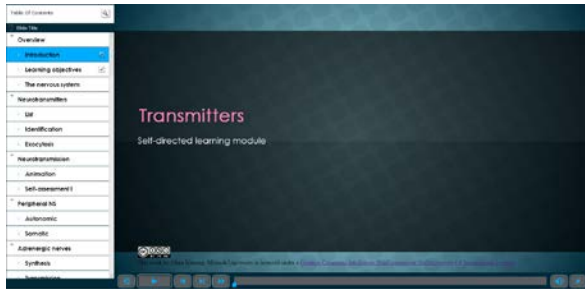 Table Of Contents
Slide Title
Overview
Introduction
Learning objectives
The nervous system
Neurotransmitters
List
Identification
Exocytosis
Neurotransmission
Animation
Self-assessment I
Peripheral NS
Autonomic
Somatic
Adrenergic nerves
Synthesis
Transmitters
Self-directed learning module